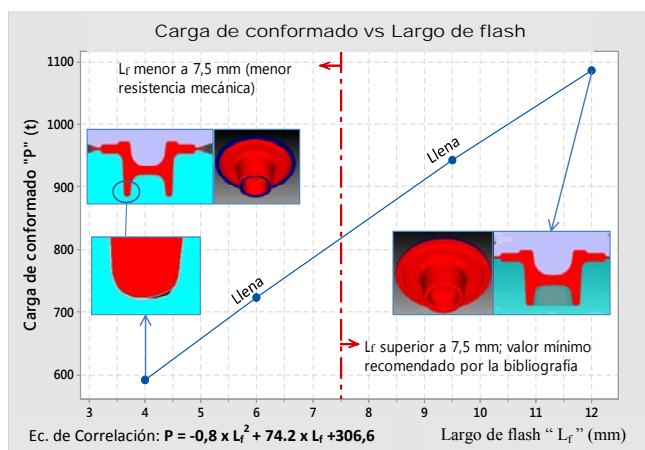 Carga de conformado vs Largo de flash
Carga de conformado "P" (t)
1100
1000
900
800
700
600
Lf menor a 7,5 mm (menor
resistencia mecánica)
Llena
Llena
Lf superior a 7,5 mm; valor mínimo
recomendado por la bibliografía
3 4 5 6 7 8 9 10 11 12
Ec. de Correlación: P = -0,8 x Lf² + 74.2 x Lf +306,6
Largo de flash “ Lf ” (mm)